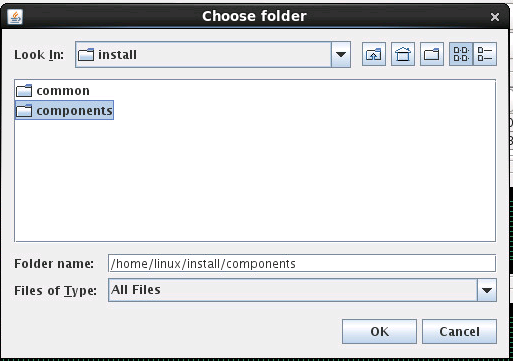 Choose folder
Look In: install
common
components
Folder name: /home/linux/install/components
Files of Type: All Files
OK Cancel